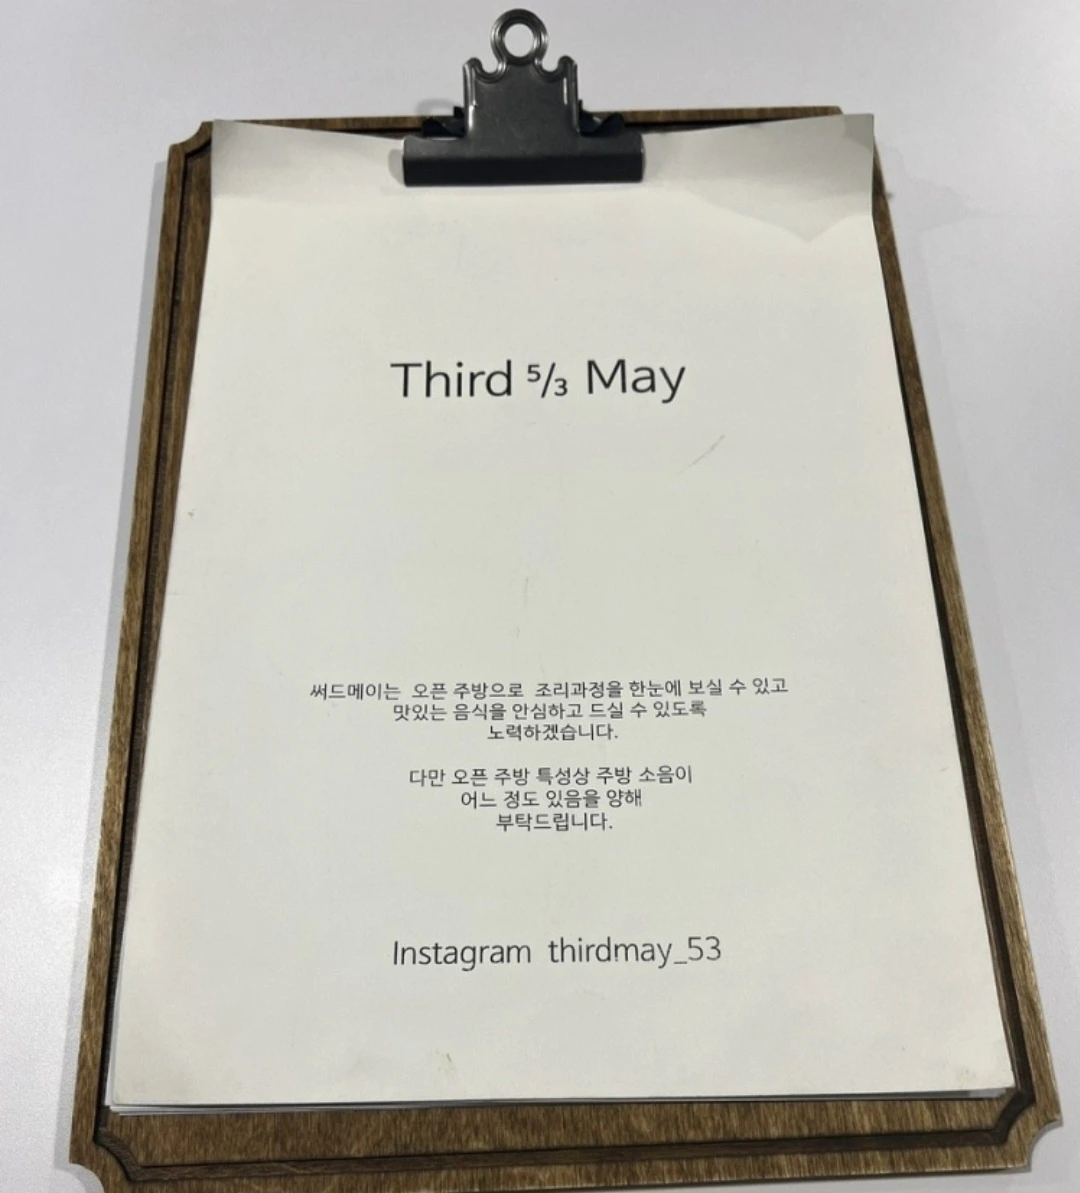 Third 5/3 May
써드메이는 오픈 주방으로 조리과정을 한눈에 보실 수 있고
맛있는 음식을 안심하고 드실 수 있도록
노력하겠습니다.
다만 오픈 주방 특성상 주방 소음이
어느 정도 있음을 양해
부탁드립니다.
Instagram thirdmay_53